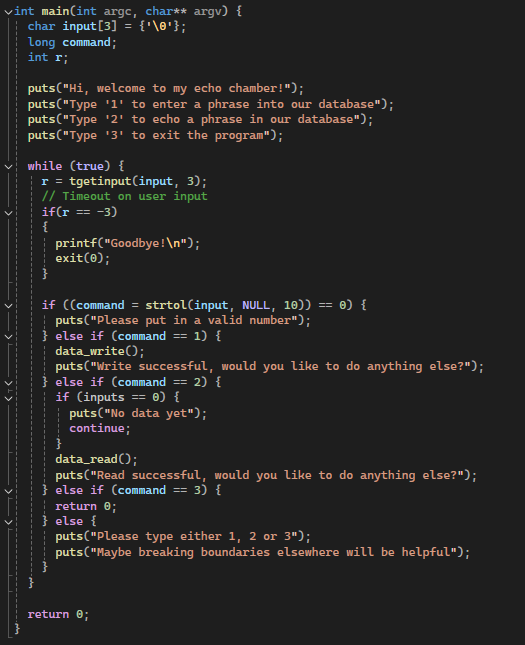 int main(int argc, char** argv) {
  char input[3] = {'\0'};
  long command;
  int r;

  puts("Hi, welcome to my echo chamber!");
  puts("Type '1' to enter a phrase into our database");
  puts("Type '2' to echo a phrase in our database");
  puts("Type '3' to exit the program");

  while (true) {
    r = tgetinput(input, 3);
    // Timeout on user input
    if(r == -3)
    {
      printf("Goodbye!\n");
      exit(0);
    }

    if ((command = strtol(input, NULL, 10)) == 0) {
      puts("Please put in a valid number");
    } else if (command == 1) {
      data_write();
      puts("Write successful, would you like to do anything else?");
    } else if (command == 2) {
      if (inputs == 0) {
        puts("No data yet");
        continue;
      }
      data_read();
      puts("Read successful, would you like to do anything else?");
    } else if (command == 3) {
      return 0;
    } else {
      puts("Please type either 1, 2 or 3");
      puts("Maybe breaking boundaries elsewhere will be helpful");
    }
  }

  return 0;
}